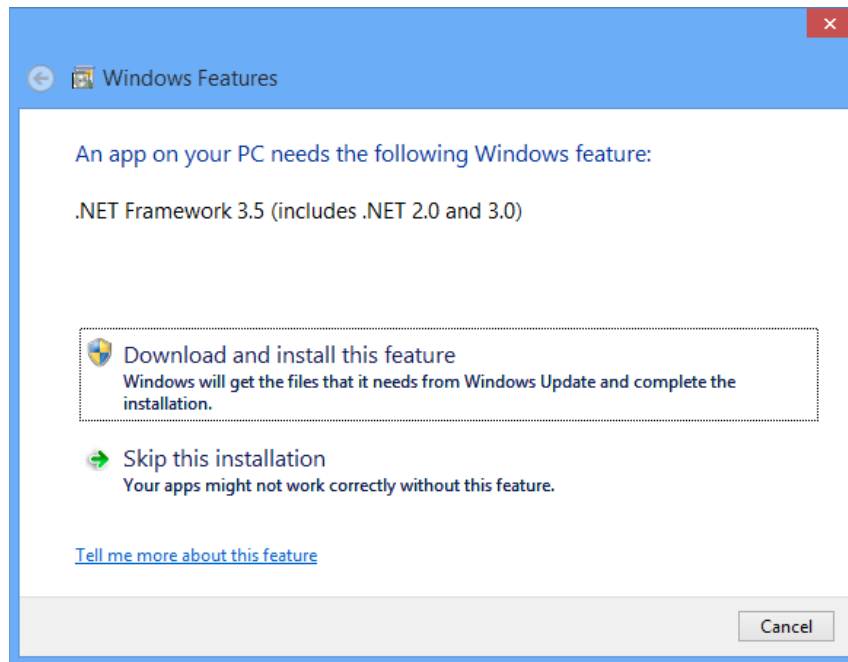 Windows Features
An app on your PC needs the following Windows feature:
.NET Framework 3.5 (includes .NET 2.0 and 3.0)
Download and install this feature
Windows will get the files that it needs from Windows Update and complete the
installation.
Skip this installation
Your apps might not work correctly without this feature.
Tell me more about this feature
Cancel